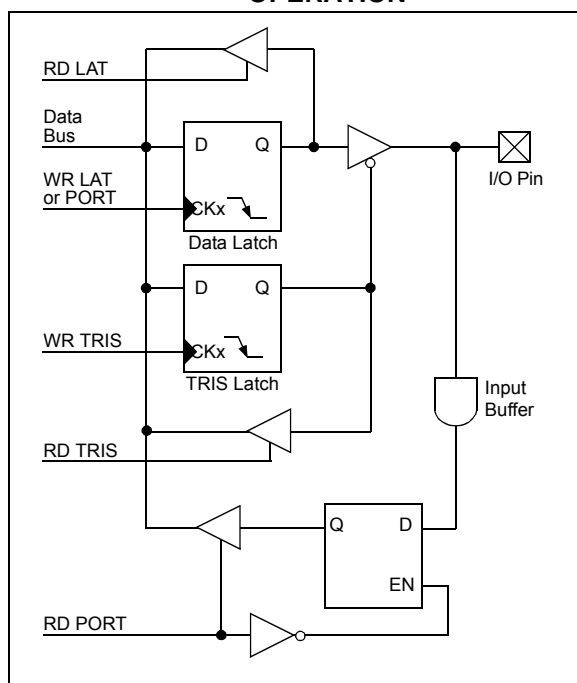 OPERATION
RD LAT
Data
Bus
D Q
WR LAT
or PORT
CKx
Data Latch
I/O Pin
D Q
WR TRIS
CKx
TRIS Latch
Input
Buffer
RD TRIS
Q D
EN
RD PORT